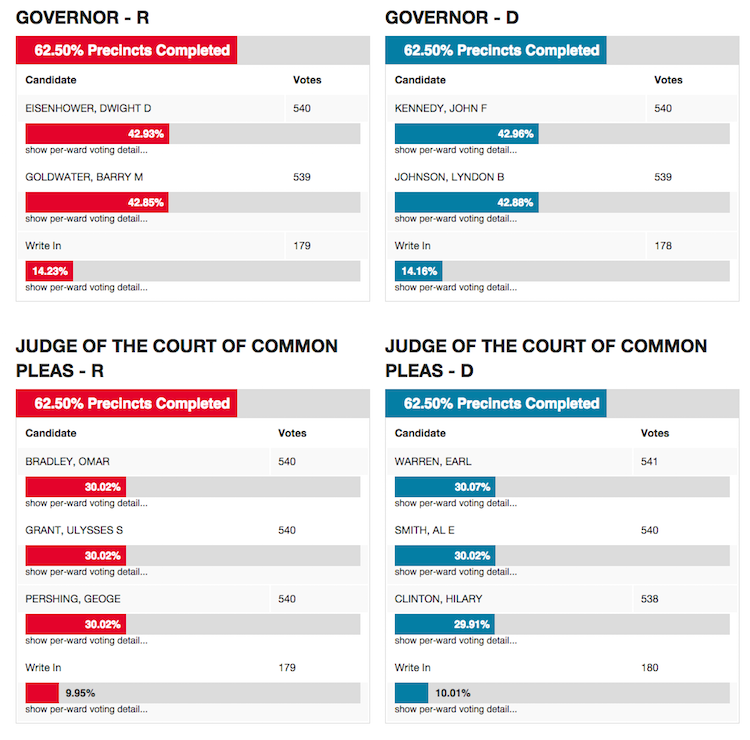 GOVERNOR - R
62.50% Precincts Completed
Candidate Votes
EISENHOWER, DWIGHT D 540
42.93%
show per-ward voting detail...
GOLDWATER, BARRY M 539
42.85%
show per-ward voting detail...
Write In 179
14.23%
show per-ward voting detail...
GOVERNOR - D
62.50% Precincts Completed
Candidate Votes
KENNEDY, JOHN F 540
42.96%
show per-ward voting detail...
JOHNSON, LYNDON B 539
42.88%
show per-ward voting detail...
Write In 178
14.16%
show per-ward voting detail...
JUDGE OF THE COURT OF COMMON
PLEAS - R
62.50% Precincts Completed
Candidate Votes
BRADLEY, OMAR 540
30.02%
show per-ward voting detail...
GRANT, ULYSSES S 540
30.02%
show per-ward voting detail...
PERSHING, GEOGE 540
30.02%
show per-ward voting detail...
Write In 179
9.95%
show per-ward voting detail...
JUDGE OF THE COURT OF COMMON
PLEAS - D
62.50% Precincts Completed
Candidate Votes
WARREN, EARL 541
30.07%
show per-ward voting detail...
SMITH, AL E 540
30.02%
show per-ward voting detail...
CLINTON, HILARY 538
29.91%
show per-ward voting detail...
Write In 180
10.01%
show per-ward voting detail...